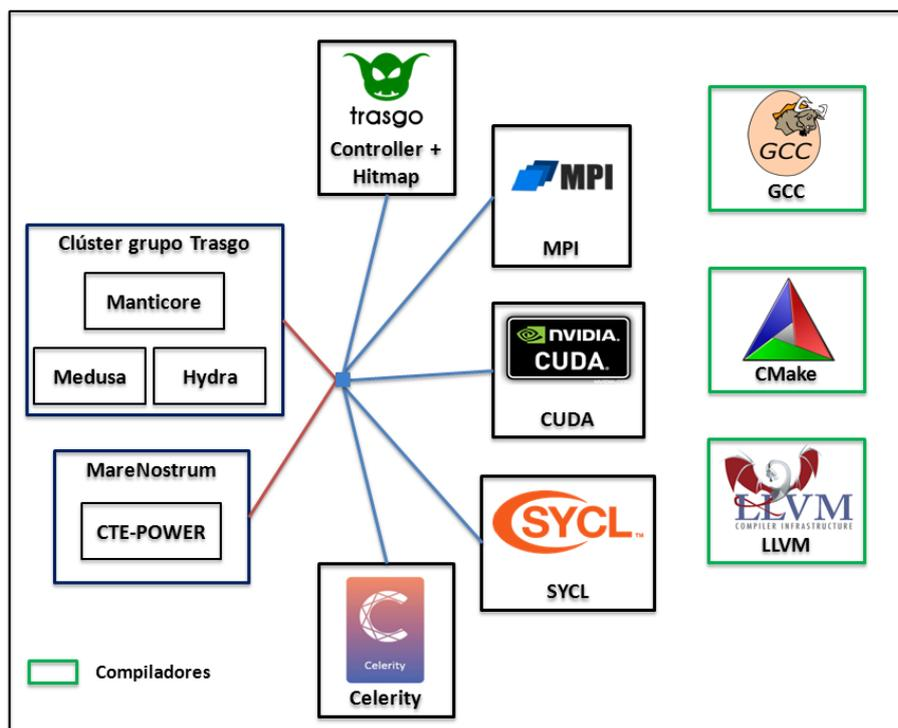 trasgo
Controller +
Hitmap
MPI
MPI
GCC
GCC
Clúster grupo Trasgo
Manticore
Medusa
Hydra
NVIDIA.
CUDA.
CUDA
CMake
MareNostrum
CTE-POWER
SYCL™
SYCL
LLVM
COMPILER INFRASTRUCTURE
LLVM
C
Celerity
Celerity
Compiladores